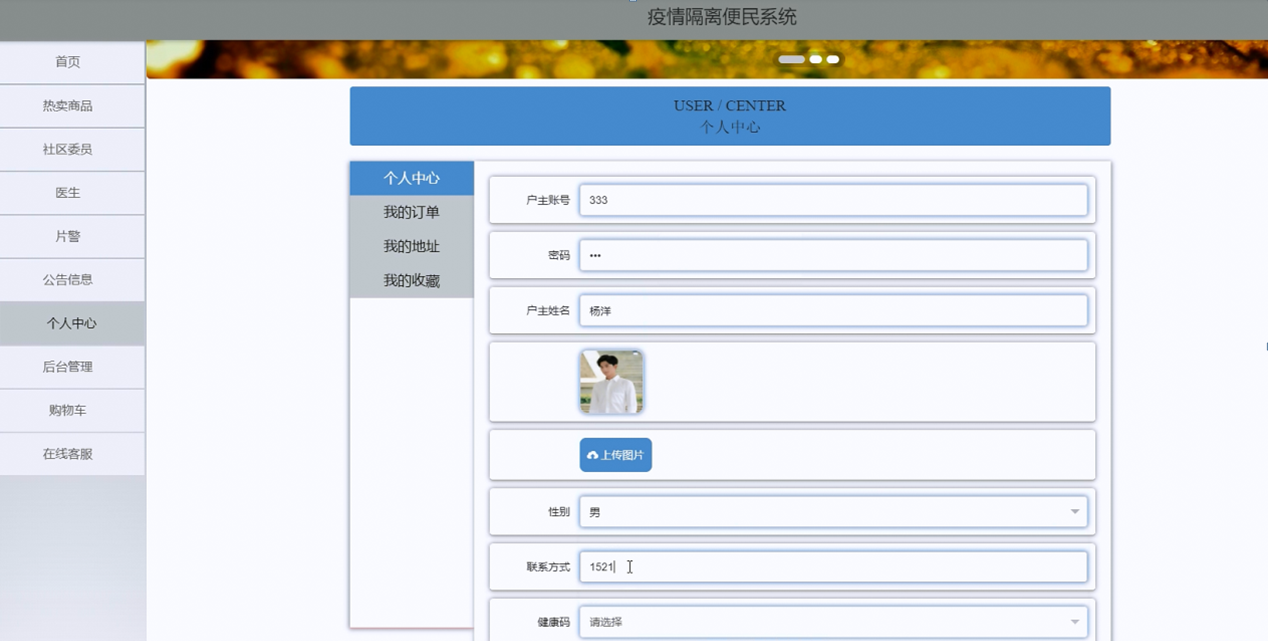 疫情隔离便民系统
首页
热卖商品
社区委员
医生
片警
公告信息
个人中心
后台管理
购物车
在线客服
USER / CENTER
个人中心
个人中心
我的订单
我的地址
我的收藏
户主账号 333
密码 •••
户主姓名 杨洋
上传图片
性别 男
联系方式 1521
健康码 请选择